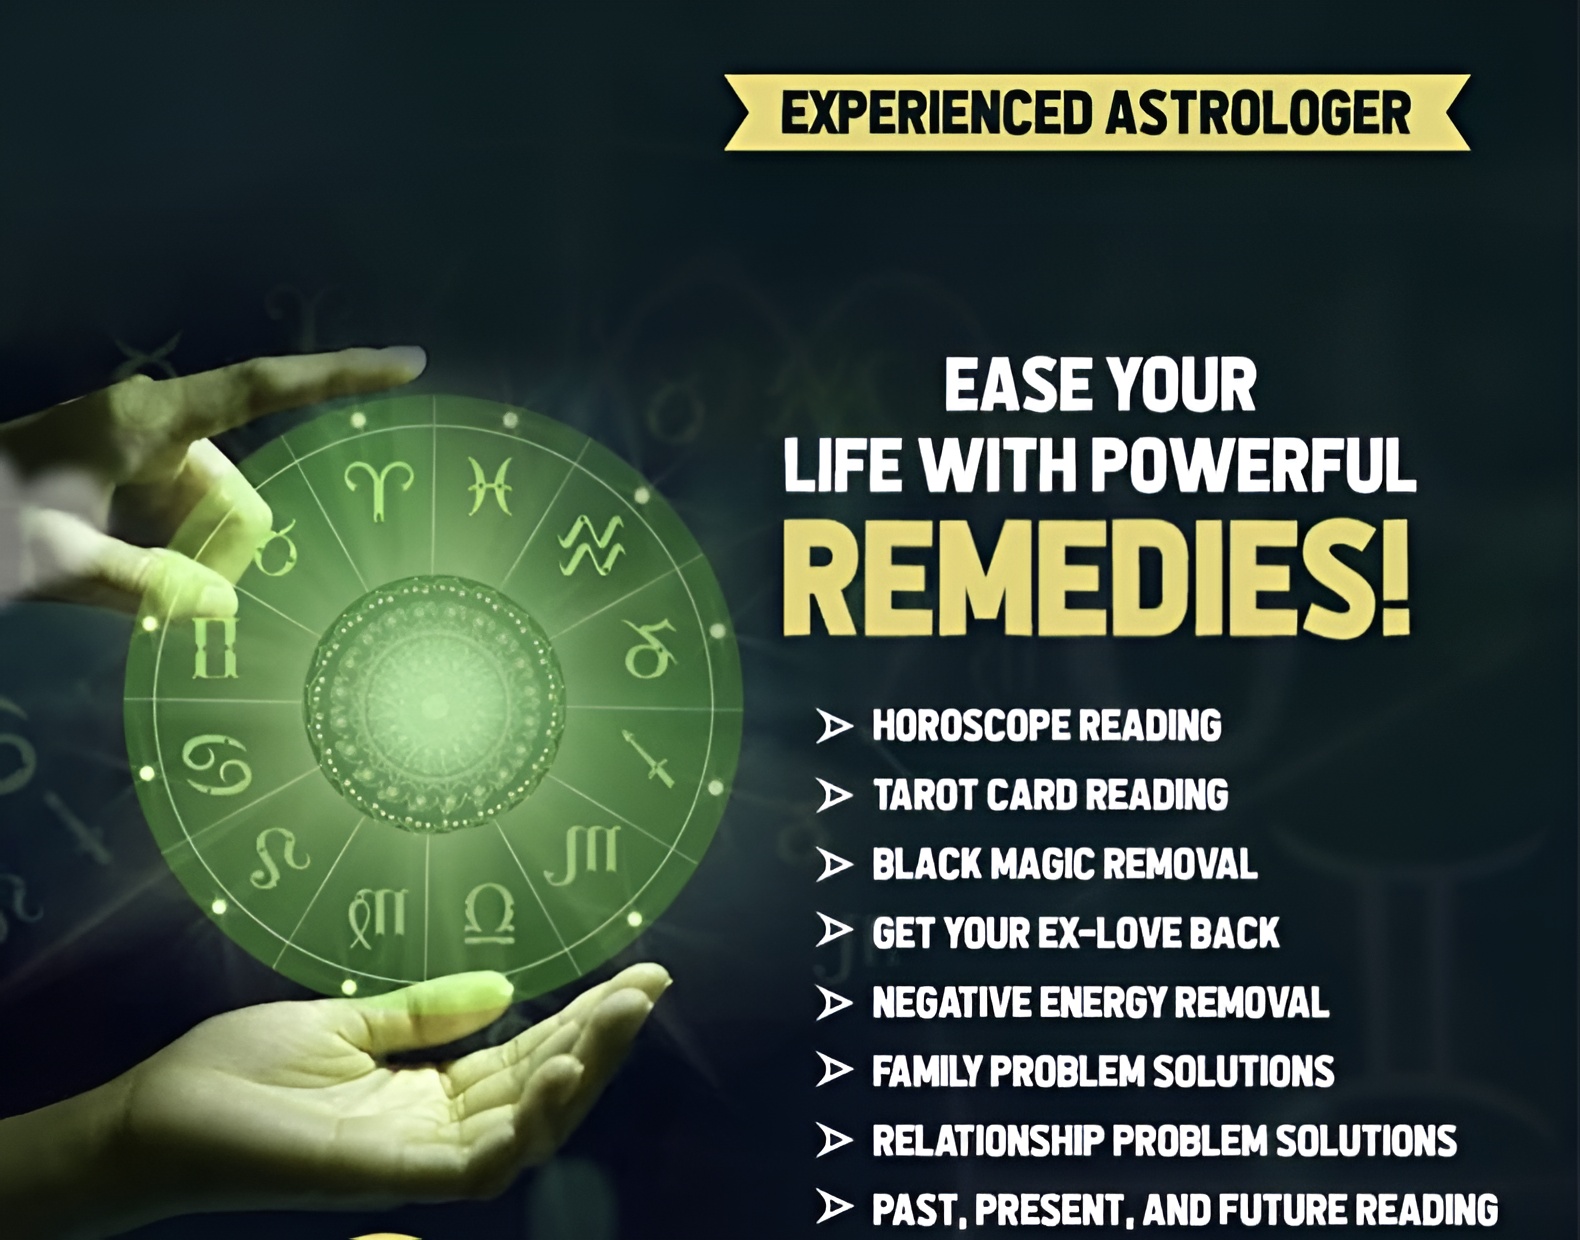 EXPERIENCED ASTROLOGER
EASE YOUR
LIFE WITH POWERFUL
REMEDIES!
HOROSCOPE READING
TAROT CARD READING
BLACK MAGIC REMOVAL
GET YOUR EX-LOVE BACK
NEGATIVE ENERGY REMOVAL
FAMILY PROBLEM SOLUTIONS
RELATIONSHIP PROBLEM SOLUTIONS
PAST, PRESENT, AND FUTURE READING